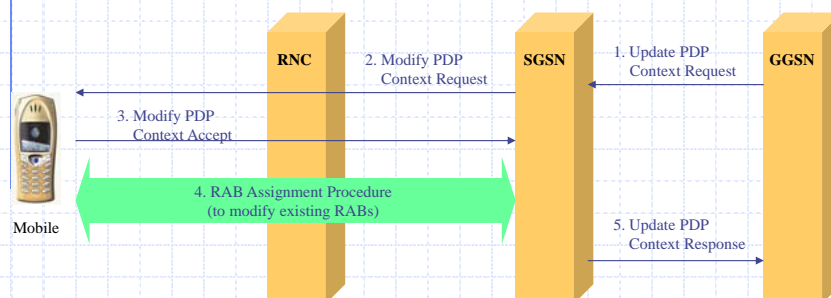 RNC
SGSN
GGSN
1. Update PDP
Context Request
2. Modify PDP
Context Request
3. Modify PDP
Context Accept
4. RAB Assignment Procedure
(to modify existing RABs)
Mobile
5. Update PDP
Context Response